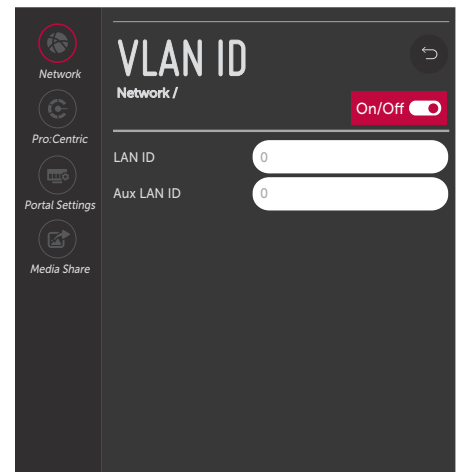 Network
Pro:Centric
Portal Settings
Media Share
VLAN ID
Network /
On/Off
LAN ID
0
Aux LAN ID
0